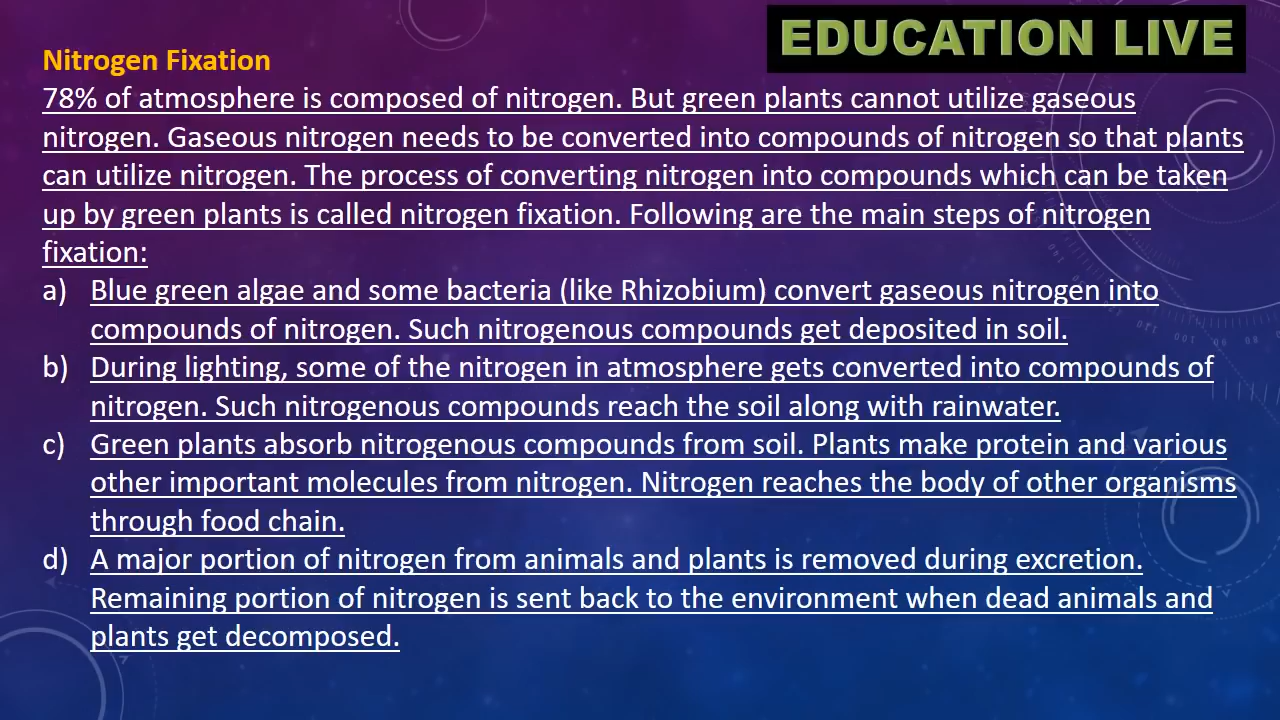 EDUCATION LIVE
Nitrogen Fixation
78% of atmosphere is composed of nitrogen. But green plants cannot utilize gaseous
nitrogen. Gaseous nitrogen needs to be converted into compounds of nitrogen so that plants
can utilize nitrogen. The process of converting nitrogen into compounds which can be taken
up by green plants is called nitrogen fixation. Following are the main steps of nitrogen
fixation:
a) Blue green algae and some bacteria (like Rhizobium) convert gaseous nitrogen into
compounds of nitrogen. Such nitrogenous compounds get deposited in soil.
b) During lighting, some of the nitrogen in atmosphere gets converted into compounds of
nitrogen. Such nitrogenous compounds reach the soil along with rainwater.
c) Green plants absorb nitrogenous compounds from soil. Plants make protein and various
other important molecules from nitrogen. Nitrogen reaches the body of other organisms
through food chain.
d) A major portion of nitrogen from animals and plants is removed during excretion.
Remaining portion of nitrogen is sent back to the environment when dead animals and
plants get decomposed.